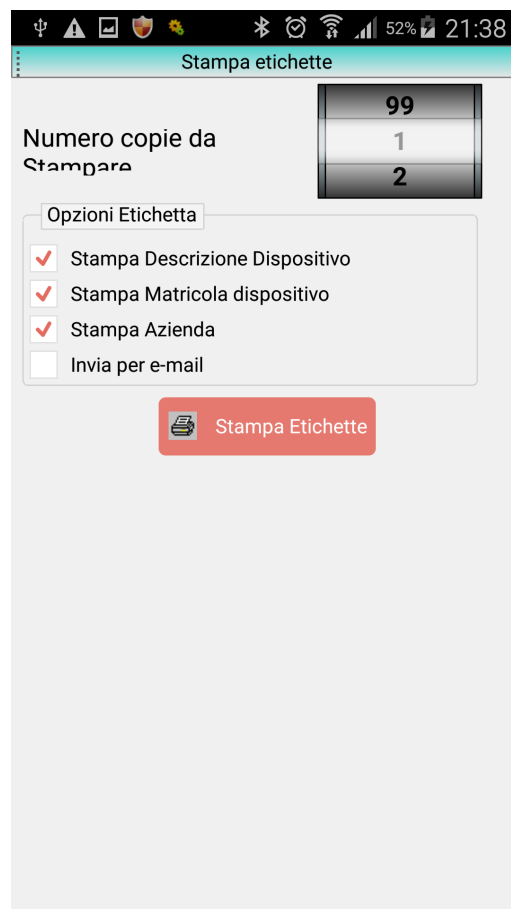 52% 21:38
Stampa etichette
99
Numero copie da
1
Stampare
2
Opzioni Etichetta
Stampa Descrizione Dispositivo
Stampa Matricola dispositivo
Stampa Azienda
Invia per e-mail
Stampa Etichette